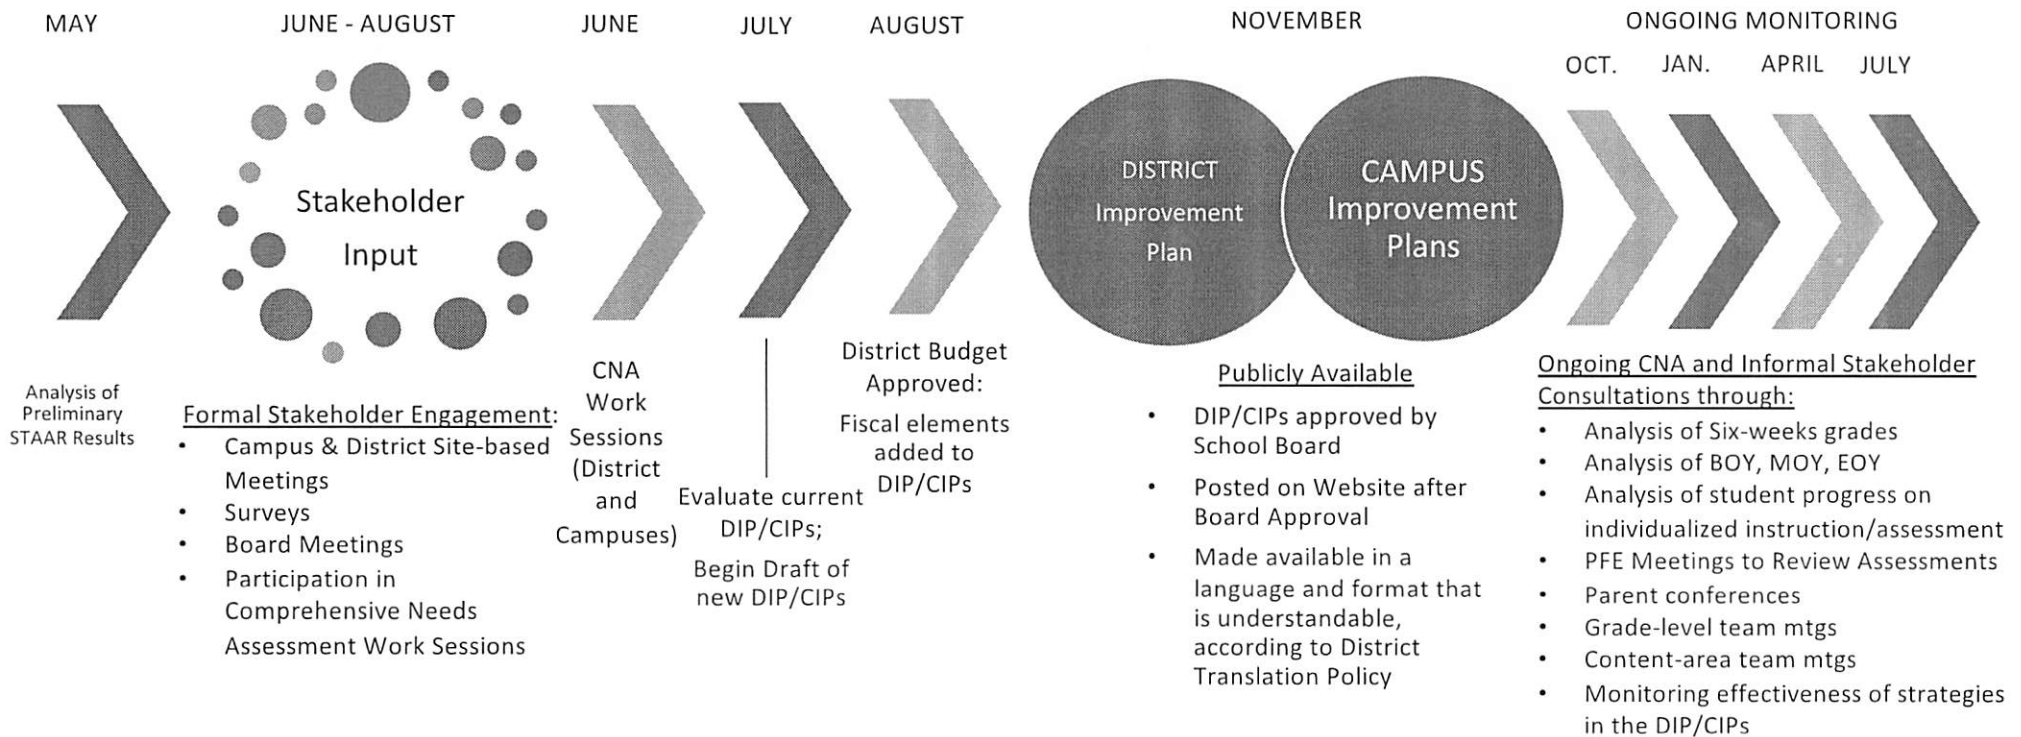 MAY
Analysis of
Preliminary
STAAR Results
JUNE - AUGUST
Stakeholder
Input
Formal Stakeholder Engagement:
• Campus & District Site-based
Meetings
• Surveys
• Board Meetings
• Participation in
Comprehensive Needs
Assessment Work Sessions
JUNE
CNA
Work
Sessions
(District
and
Campuses)
JULY
Evaluate current
DIP/CIPs;
Begin Draft of
new DIP/CIPs
AUGUST
District Budget
Approved:
Fiscal elements
added to
DIP/CIPs
NOVEMBER
DISTRICT
Improvement
Plan
CAMPUS
Improvement
Plans
Publicly Available
• DIP/CIPs approved by
School Board
• Posted on Website after
Board Approval
• Made available in a
language and format that
is understandable,
according to District
Translation Policy
ONGOING MONITORING
OCT. JAN. APRIL JULY
Ongoing CNA and Informal Stakeholder
Consultations through:
• Analysis of Six-weeks grades
• Analysis of BOY, MOY, EOY
• Analysis of student progress on
individualized instruction/assessment
• PFE Meetings to Review Assessments
• Parent conferences
• Grade-level team mtgs
• Content-area team mtgs
• Monitoring effectiveness of strategies
in the DIP/CIPs